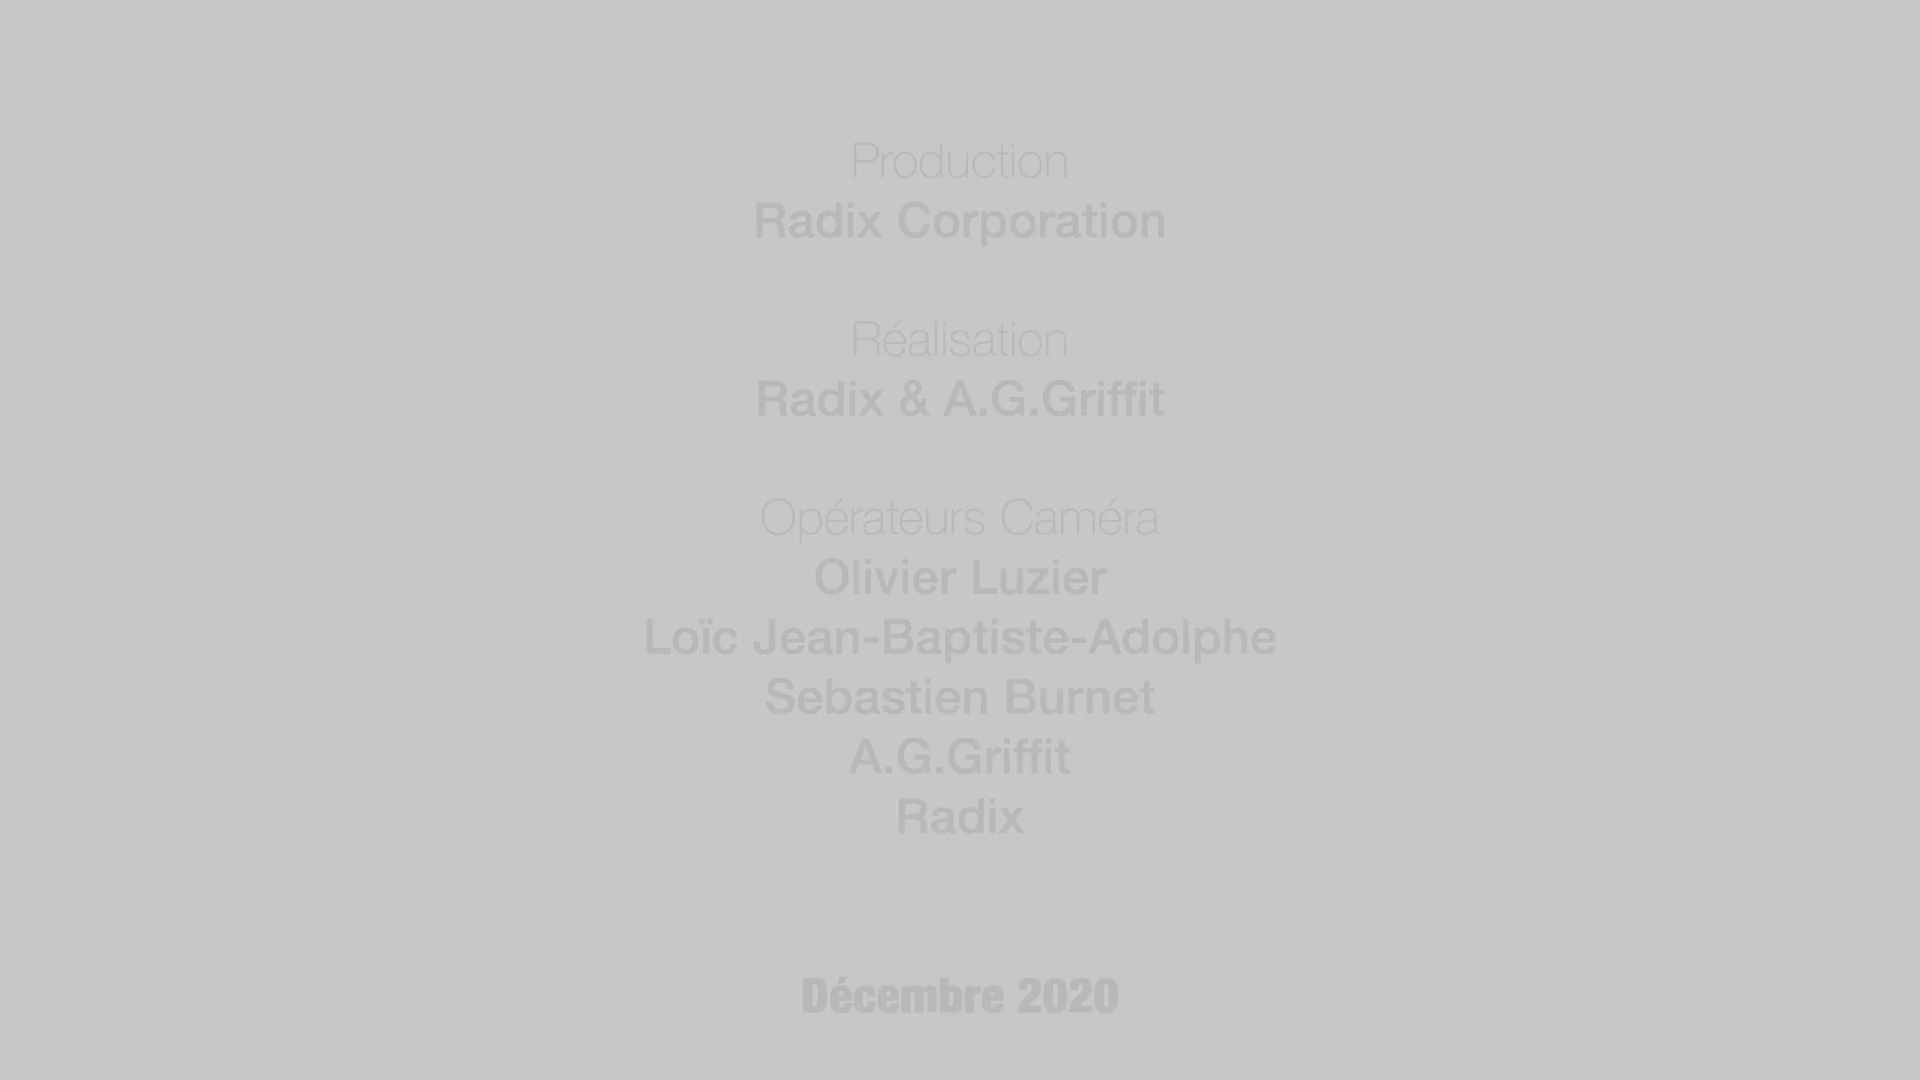 Production
Radix Corporation
Réalisation
Radix & A.G.Griffit
Opérateurs Caméra
Olivier Luzier
Loïc Jean-Baptiste-Adolphe
Sebastien Burnet
A.G.Griffit
Radix
Décembre 2020